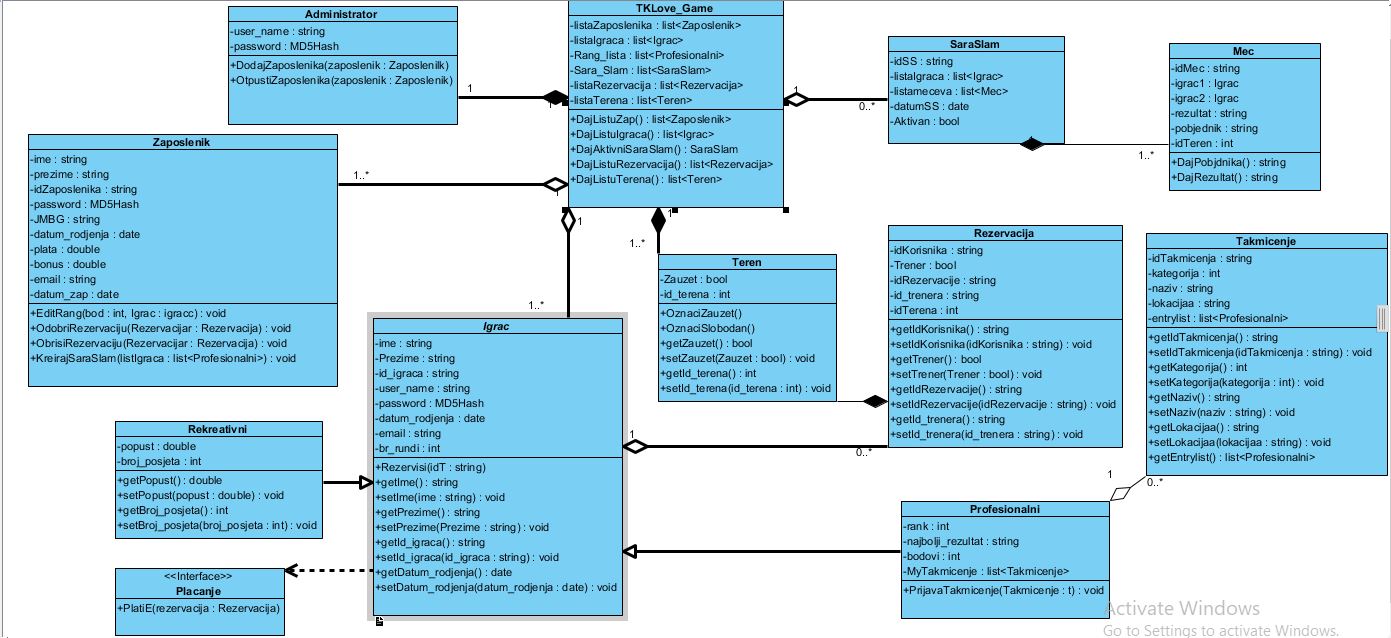 Administrator
-user_name : string
-password : MD5Hash
+DodajZaposlenika(zaposlenik : Zaposlenilk)
+OtpustiZaposlenika(zaposlenik : Zaposlenik)
1
1
TKLove_Game
-listaZaposlenika : list<Zaposlenik>
-listaIgraca : list<Igrac>
-Rang_lista : list<Profesionalni>
-Sara_Slam : list<SaraSlam>
-listaRezervacija : list<Rezervacija>
-listaTerena : list<Teren>
+DajListuZap() : list<Zaposlenik>
+DajListuIgraca() : list<Igrac>
+DajAktivniSaraSlam() : SaraSlam
+DajListuRezervacija() : list<Rezervacija>
+DajListuTerena() : list<Teren>
1
0..*
SaraSlam
-idSS : string
-listaIgraca : list<Igrac>
-listameceva : list<Mec>
-datumSS : date
-Aktivan : bool
1..*
Mec
-idMec : string
-igrac1 : Igrac
-igrac2 : Igrac
-rezultat : string
-pobjednik : string
-idTeren : int
+DajPobjdnika() : string
+DajRezultat() : string
Zaposlenik
-ime : string
-prezime : string
-idZaposlenika : string
-password : MD5Hash
-JMBG : string
-datum_rodjenja : date
-plata : double
-bonus : double
-email : string
-datum_zap : date
+EditRang(bod : int, Igrac : igracc) : void
+OdobriRezervaciju(Rezervacijar : Rezervacija) : void
+ObrisiRezervaciju(Rezervacijar : Rezervacija) : void
+KreirajSaraSlam(listIgraca : list<Profesionalni>) : void
1..*
1
1
1..*
1
1..*
Teren
-Zauzet : bool
-id_terena : int
+OznaciZauzet()
+OznaciSlobodan()
+getZauzet() : bool
+setZauzet(Zauzet : bool) : void
+getId_terena() : int
+setId_terena(id_terena : int) : void
Rezervacija
-idKorisnika : string
-Trener : bool
-idRezervacije : string
-id_trenera : string
-idTerena : int
+getIdKorisnika() : string
+setIdKorisnika(idKorisnika : string) : void
+getTrener() : bool
+setTrener(Trener : bool) : void
+getIdRezervacije() : string
+setIdRezervacije(idRezervacije : string) : void
+getId_trenera() : string
+setId_trenera(id_trenera : string) : void
Takmicenje
-idTakmicenja : string
-kategorija : int
-naziv : string
-lokacijaa : string
-entrylist : list<Profesionalni>
+getIdTakmicenja() : string
+setIdTakmicenja(idTakmicenja : string) : void
+getKategorija() : int
+setKategorija(kategorija : int) : void
+getNaziv() : string
+setNaziv(naziv : string) : void
+getLokacijaa() : string
+setLokacijaa(lokacijaa : string) : void
+getEntrylist() : list<Profesionalni>
Igrac
-ime : string
-Prezime : string
-id_igraca : string
-user_name : string
-password : MD5Hash
-datum_rodjenja : date
-email : string
-br_rundi : int
+Rezervisi(idT : string)
+getIme() : string
+setIme(ime : string) : void
+getPrezime() : string
+setPrezime(Prezime : string) : void
+getId_igraca() : string
+setId_igraca(id_igraca : string) : void
+getDatum_rodjenja() : date
+setDatum_rodjenja(datum_rodjenja : date) : void
1
0..*
Rekreativni
-popust : double
-broj_posjeta : int
+getPopust() : double
+setPopust(popust : double) : void
+getBroj_posjeta() : int
+setBroj_posjeta(broj_posjeta : int) : void
<<Interface>>
Placanje
+PlatiE(rezervacija : Rezervacija)
1
0..*
Profesionalni
-rank : int
-najbolji_rezultat : string
-bodovi : int
-MyTakmicenje : list<Takmicenje>
+PrijavaTakmicenje(Takmicenje : t) : void
Activate Windows
Go to Settings to activate Windows.